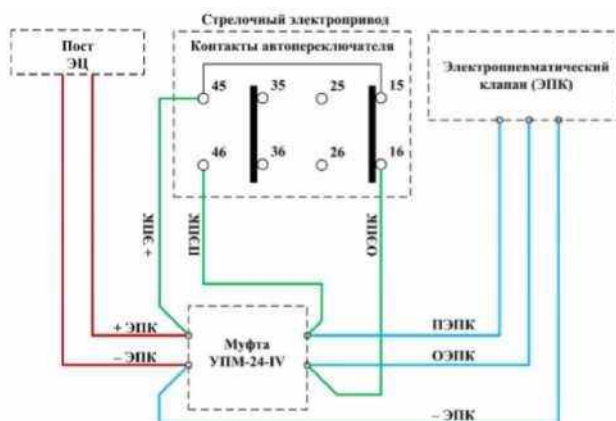 Стрелочный электропривод
Пост
ЭЦ
Контакты автопереключателя
Электропневматический
клапан (ЭПК)
45
35
25
15
46
36
26
16
+ ЭПК
ПЭПК
ОЭПК
+ ЭПК
– ЭПК
Муфта
УПМ-24-IV
ПЭПК
ОЭПК
– ЭПК